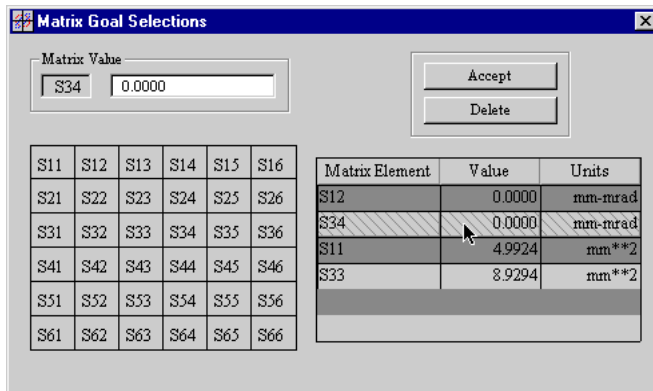 Matrix Goal Selections
Matrix Value
S34 0.0000
Accept
Delete
S11 S12 S13 S14 S15 S16
S21 S22 S23 S24 S25 S26
S31 S32 S33 S34 S35 S36
S41 S42 S43 S44 S45 S46
S51 S52 S53 S54 S55 S56
S61 S62 S63 S64 S65 S66
Matrix Element Value Units
S12 0.0000 mm-mrad
S34 0.0000 mm-mrad
S11 4.9924 mm**2
S33 8.9294 mm**2